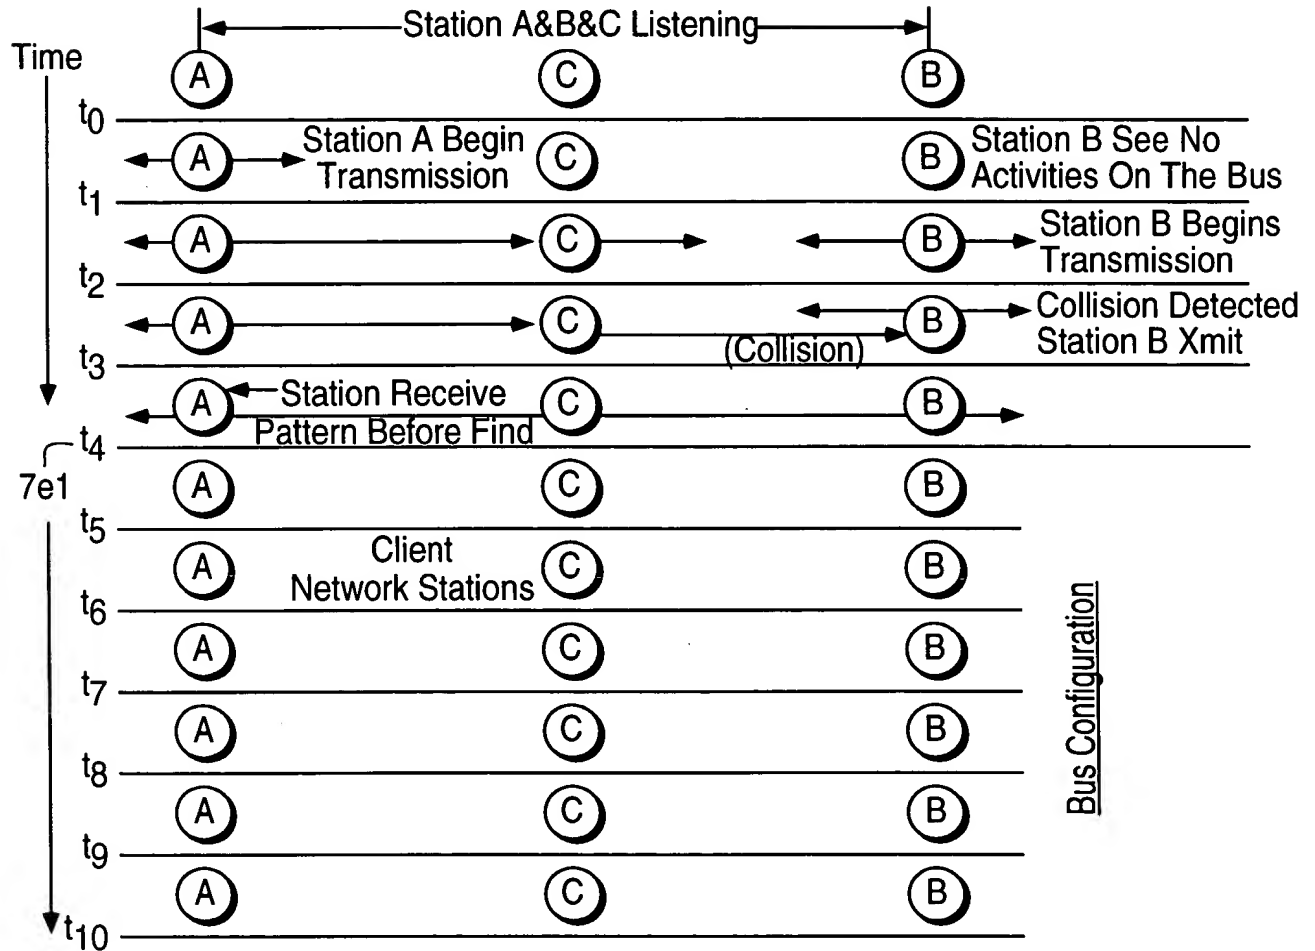 Station A&B&C Listening
Time
A C B
t0
A Station A Begin Transmission C B Station B See No Activities On The Bus
t1
A C B Station B Begins Transmission
t2
A C B Collision Detected Station B Xmit
(Collision)
t3
A Station Receive C B
Pattern Before Find
t4
7e1
A C B
t5
A Client Network Stations C B
t6
A C B
t7
A C B
t8
A C B
t9
A C B
t10
Bus Configuration